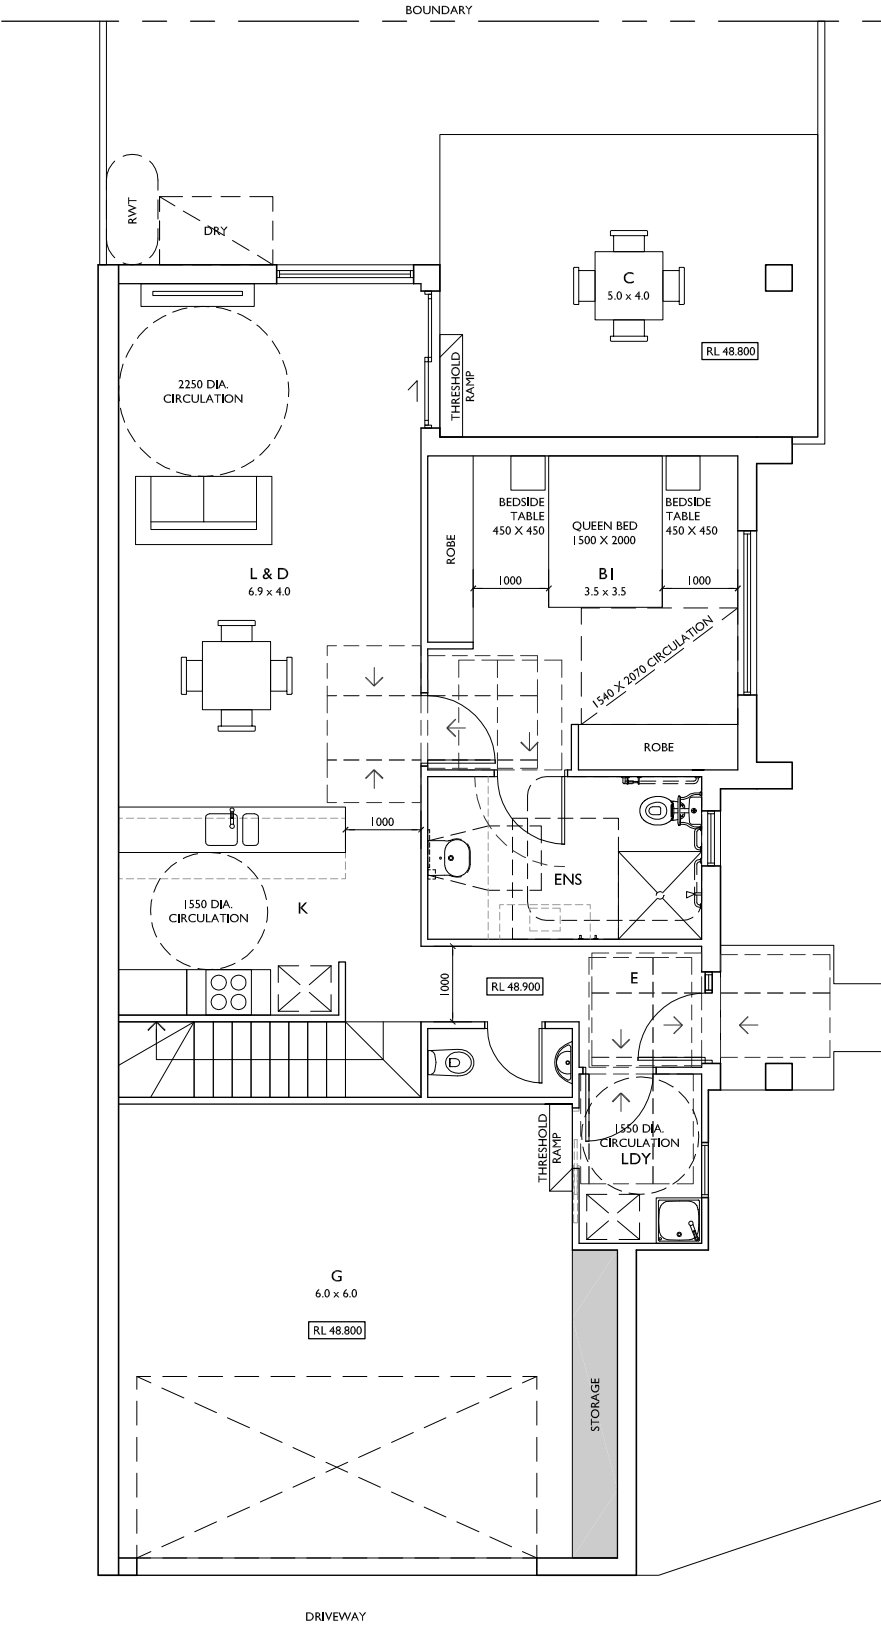 BOUNDARY
RWT
DRY
C
5.0 x 4.0
RL 48.800
THRESHOLD
RAMP
2250 DIA.
CIRCULATION
BEDSIDE
TABLE
450 X 450
QUEEN BED
1500 X 2000
BEDSIDE
TABLE
450 X 450
ROBE
L & D
6.9 x 4.0
1000
B1
3.5 x 3.5
1000
1540 X 2070 CIRCULATION
ROBE
1000
ENS
1550 DIA.
CIRCULATION
K
1000
RL 48.900
E
D
THRESHOLD
RAMP
1550 DIA.
CIRCULATION
LDY
G
6.0 x 6.0
RL 48.800
STORAGE
DRIVEWAY